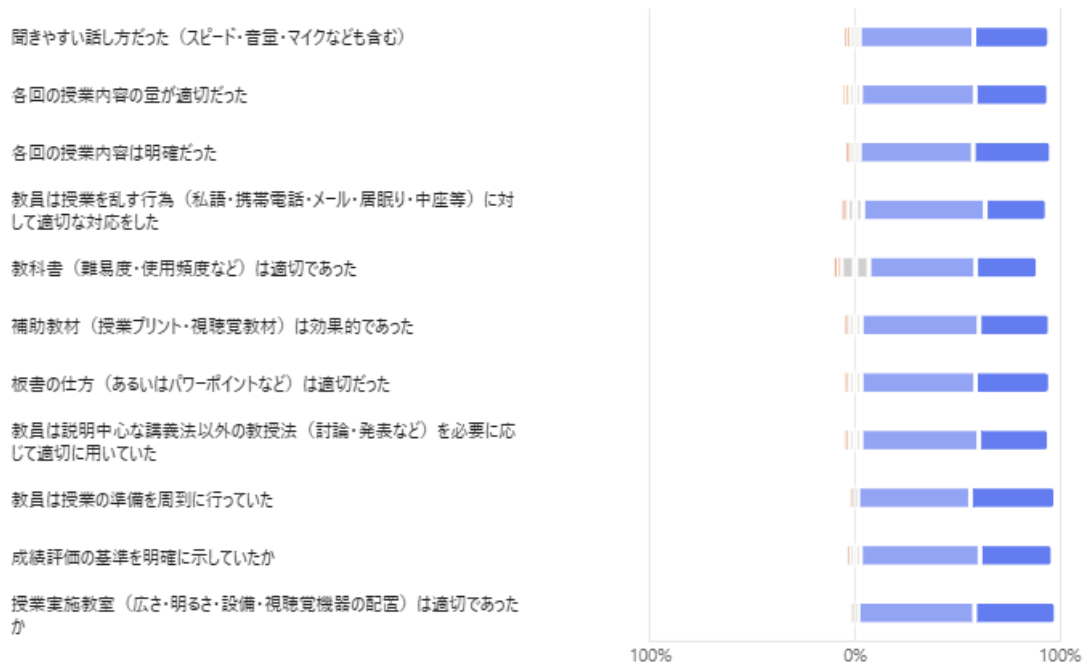 聞きやすい話し方だった（スピード・音量・マイクなども含む）
各回の授業内容の量が適切だった
各回の授業内容は明確だった
教員は授業を乱す行為（私語・携帯電話・メール・居眠り・中座等）に対
して適切な対応をした
教科書（難易度・使用頻度など）は適切であった
補助教材（授業プリント・視聴覚教材）は効果的であった
板書の仕方（あるいはパワーポイントなど）は適切だった
教員は説明中心な講義法以外の教授法（討論・発表など）を必要に応
じて適切に用いていた
教員は授業の準備を周到に行っていた
成績評価の基準を明確に示していたか
授業実施教室（広さ・明るさ・設備・視聴覚機器の配置）は適切であった
か
100%
0%
100%